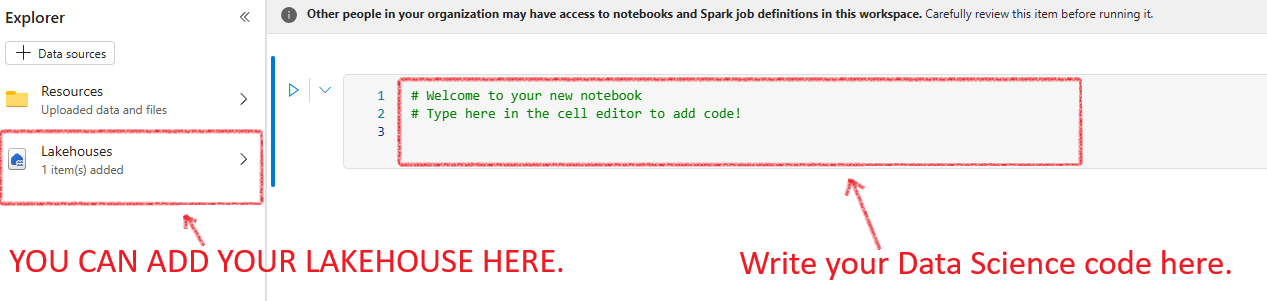 Explorer
Data sources
Resources
Uploaded data and files
Lakehouses
1 item(s) added
YOU CAN ADD YOUR LAKEHOUSE HERE.
Other people in your organization may have access to notebooks and Spark job definitions in this workspace. Carefully review this item before running it.
1 # Welcome to your new notebook
2 # Type here in the cell editor to add code!
3
Write your Data Science code here.